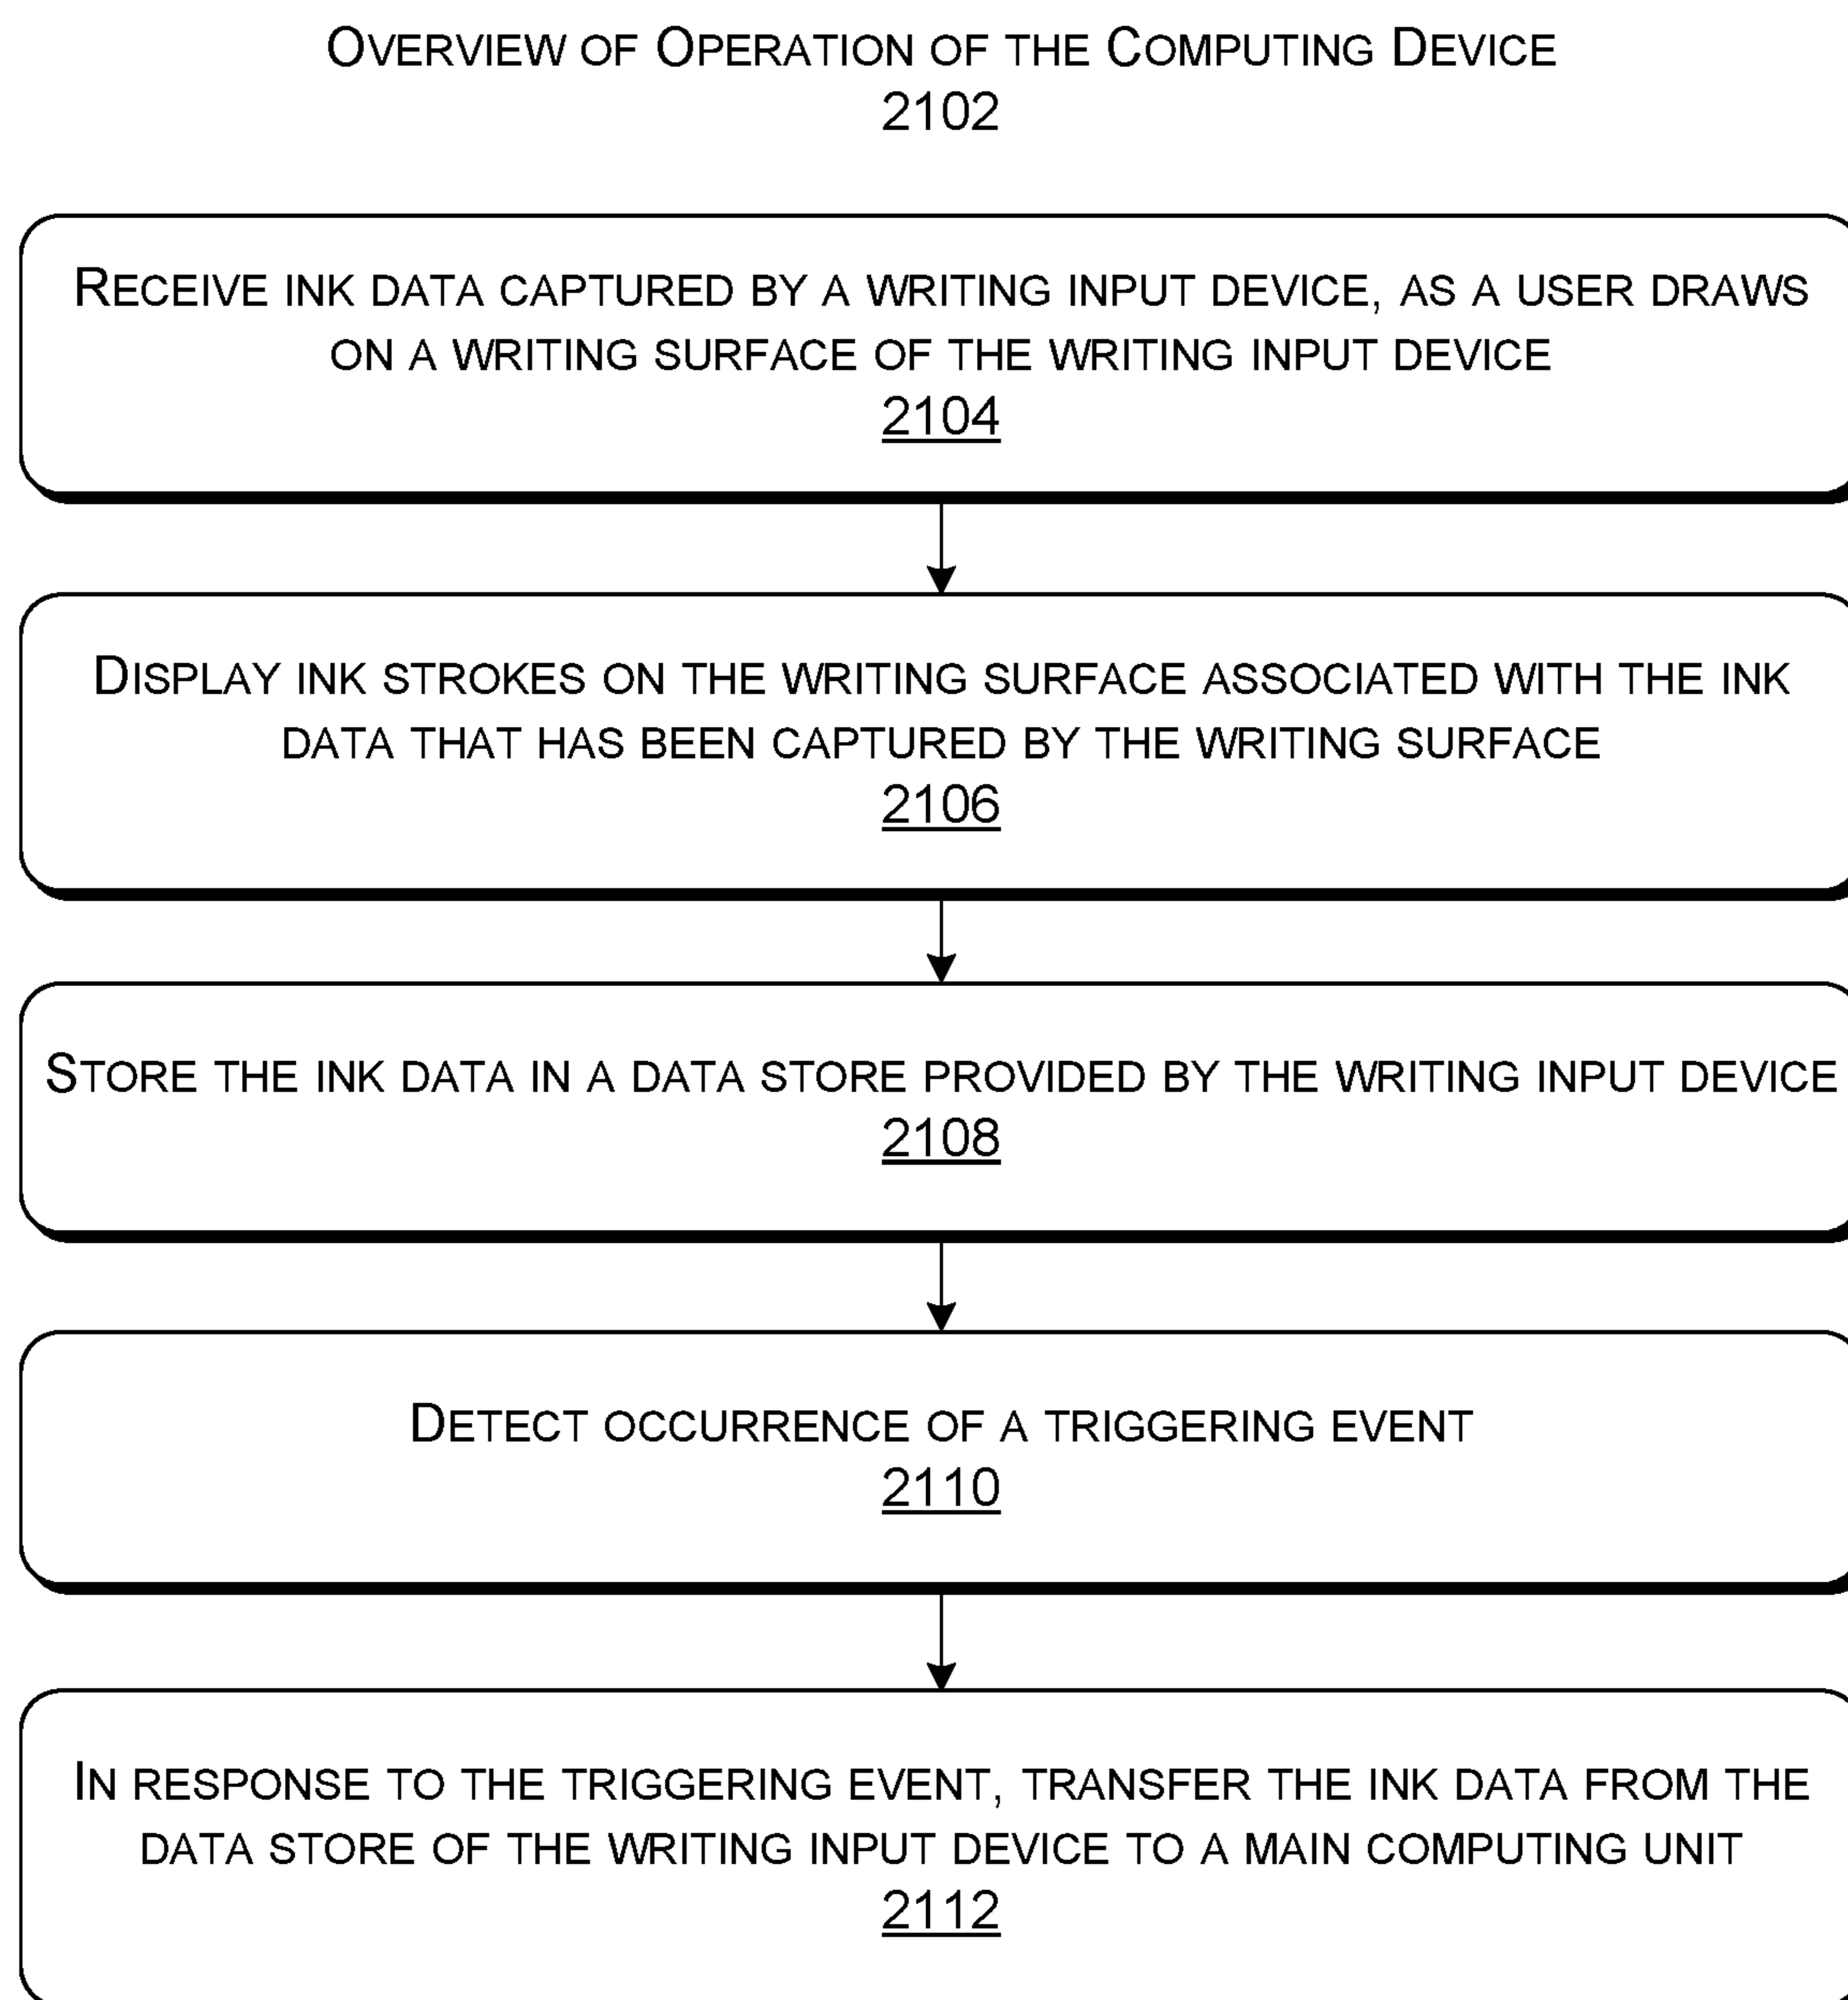 OVERVIEW OF OPERATION OF THE COMPUTING DEVICE
2102
RECEIVE INK DATA CAPTURED BY A WRITING INPUT DEVICE, AS A USER DRAWS
ON A WRITING SURFACE OF THE WRITING INPUT DEVICE
2104
DISPLAY INK STROKES ON THE WRITING SURFACE ASSOCIATED WITH THE INK
DATA THAT HAS BEEN CAPTURED BY THE WRITING SURFACE
2106
STORE THE INK DATA IN A DATA STORE PROVIDED BY THE WRITING INPUT DEVICE
2108
DETECT OCCURRENCE OF A TRIGGERING EVENT
2110
IN RESPONSE TO THE TRIGGERING EVENT, TRANSFER THE INK DATA FROM THE
DATA STORE OF THE WRITING INPUT DEVICE TO A MAIN COMPUTING UNIT
2112